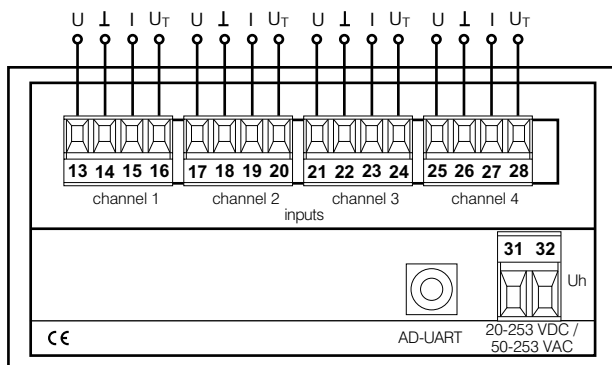 U ⊥ I UT U ⊥ I UT U ⊥ I UT U ⊥ I UT
13 14 15 16 17 18 19 20 21 22 23 24 25 26 27 28
channel 1 channel 2 channel 3 channel 4
inputs
31 32
Uh
CE AD-UART 20-253 VDC /
50-253 VAC